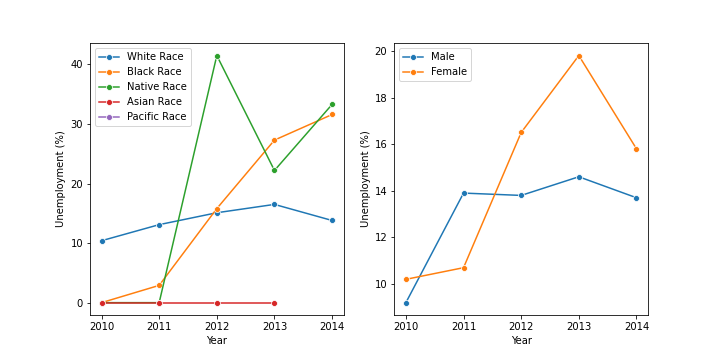 White Race
Black Race
Native Race
Asian Race
Pacific Race
Unemployment (%)
40
30
20
10
0
2010 2011 2012 2013 2014
Year
Male
Female
Unemployment (%)
20
18
16
14
12
10
2010 2011 2012 2013 2014
Year